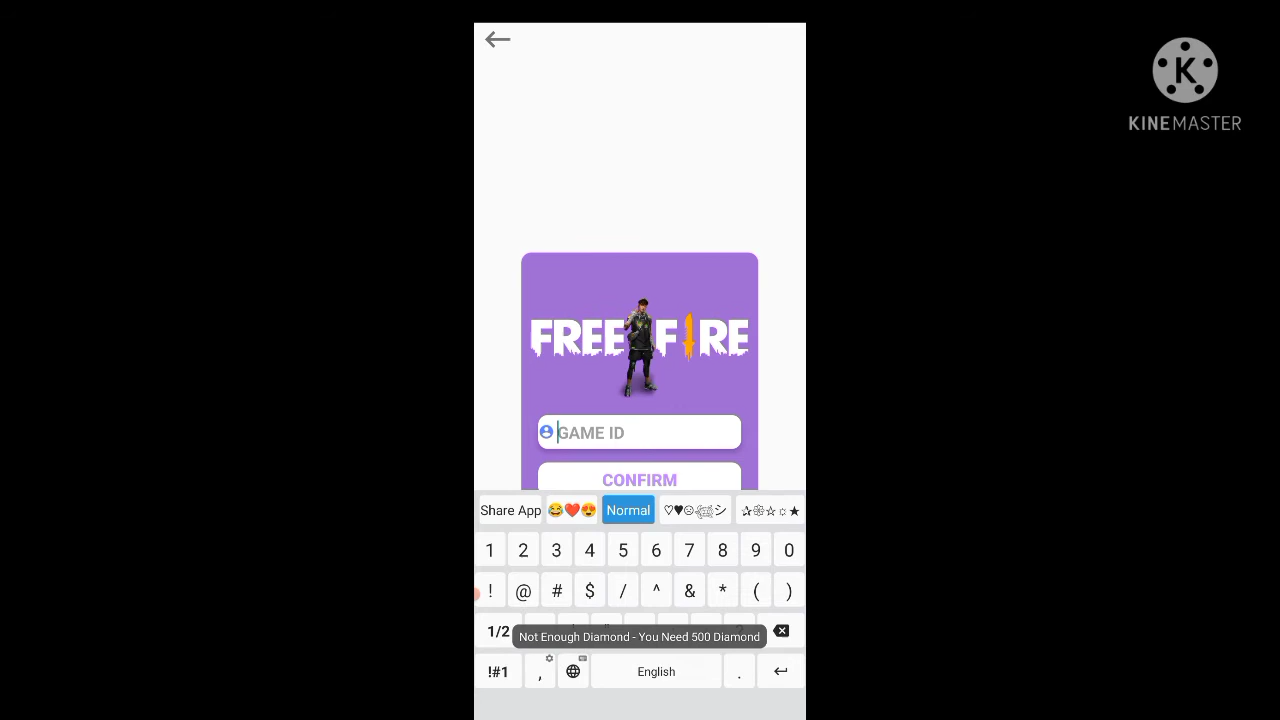 K
KINEMASTER
FREE FIRE
GAME ID
CONFIRM
Share App 😂❤️😍 Normal ♡♥☹ シ ✰ ☆ ☼ ★
1 2 3 4 5 6 7 8 9 0
! @ # $ / ^ & * ( )
1/2
Not Enough Diamond - You Need 500 Diamond
!#1 , English .